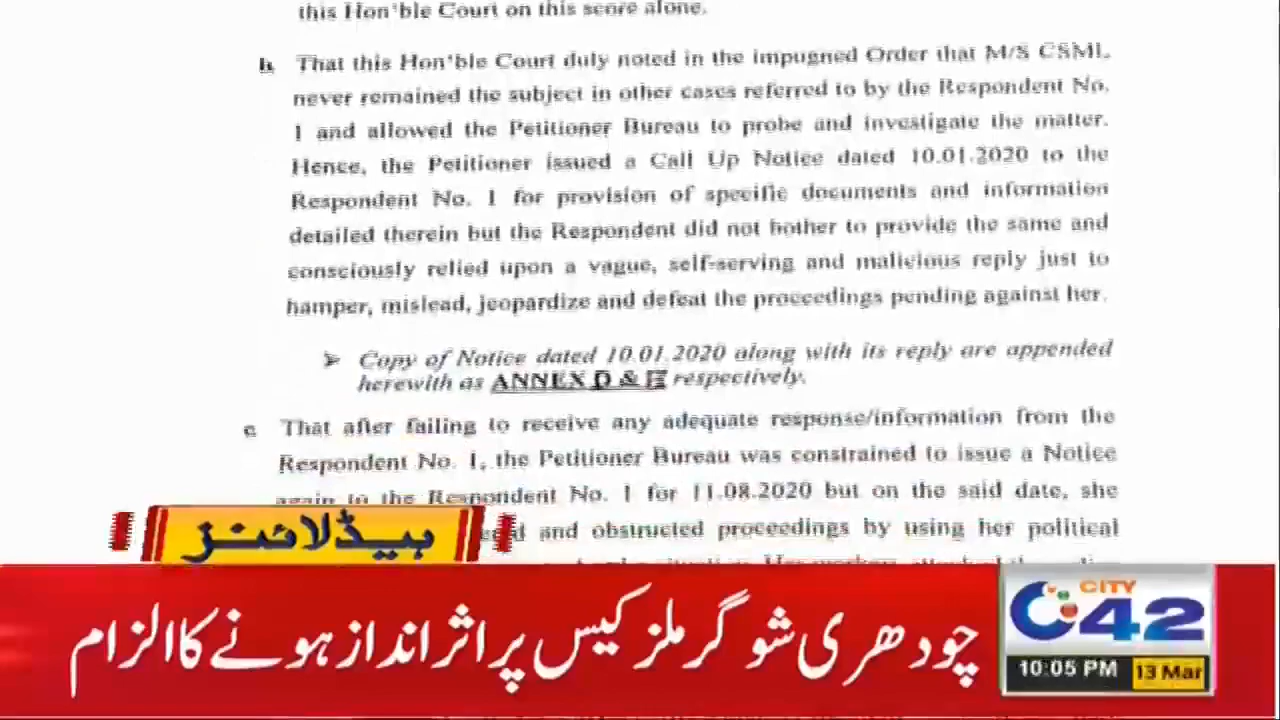 this Hon'ble Court on this score alone.
b That this Hon'ble Court duly noted in the impugned Order that M/S CSML
never remained the subject in other cases referred to by the Respondent No.
1 and allowed the Petitioner Bureau to probe and investigate the matter.
Hence, the Petitioner issued a Call Up Notice dated 10.01.2020 to the
Respondent No. 1 for provision of specific documents and information
detailed therein but the Respondent did not bother to provide the same and
consciously relied upon a vague, self-serving and malicious reply just to
hamper, mislead, jeopardize and defeat the proceedings pending against her.
➢ Copy of Notice dated 10.01.2020 along with its reply are appended
herewith as ANNEX D & E respectively.
c That after failing to receive any adequate response/information from the
Respondent No. 1, the Petitioner Bureau was constrained to issue a Notice
again to the Respondent No. 1 for 11.08.2020 but on the said date, she
and obstructed proceedings by using her political
ہیڈلائنز
چودھری شوگر ملز کیس پر اثر انداز ہونے کا الزام
CITY
42
10:05 PM 13 Mar